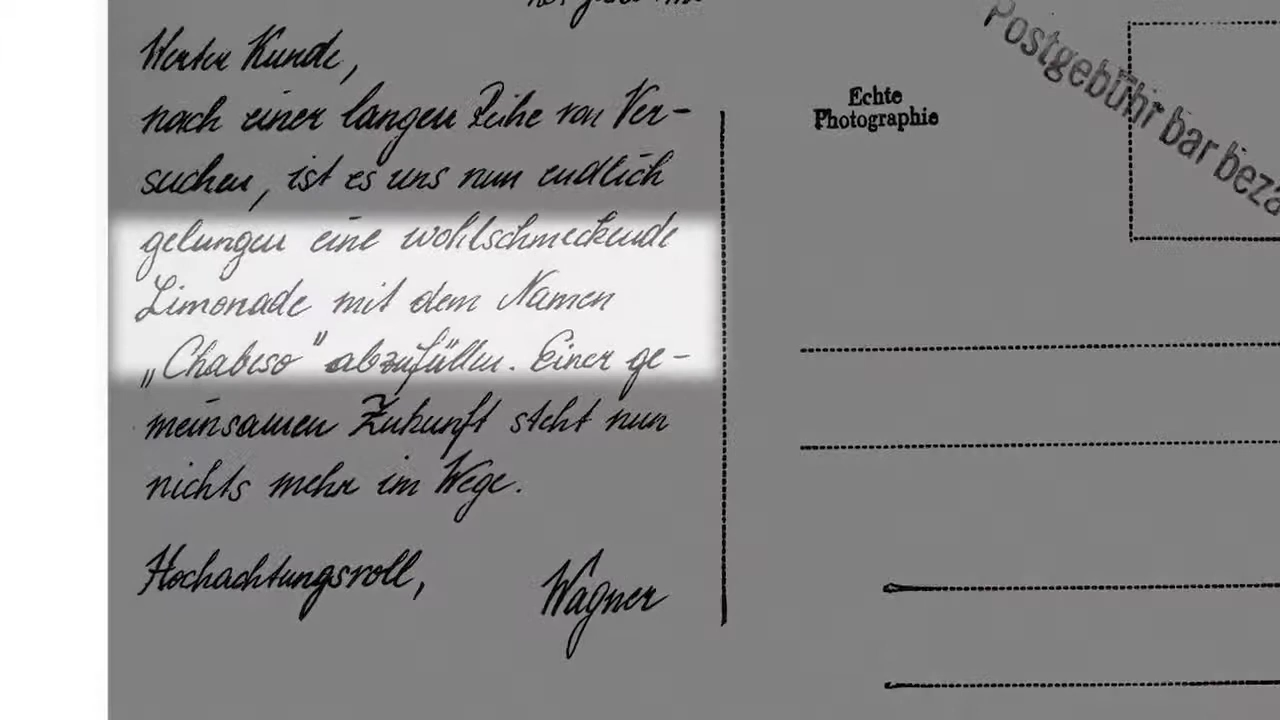 Werter Kunde,
nach einer langen Reihe von Ver-
suchen, ist es uns nun endlich
gelungen eine wohlschmeckende
Limonade mit dem Namen
„Chabeso" abzufüllen. Einer ge-
meinsamen Zukunft steht nun
nichts mehr im Wege.
Hochachtungsvoll,
Wagner
Echte
Photographie
Postgebühr bar beza